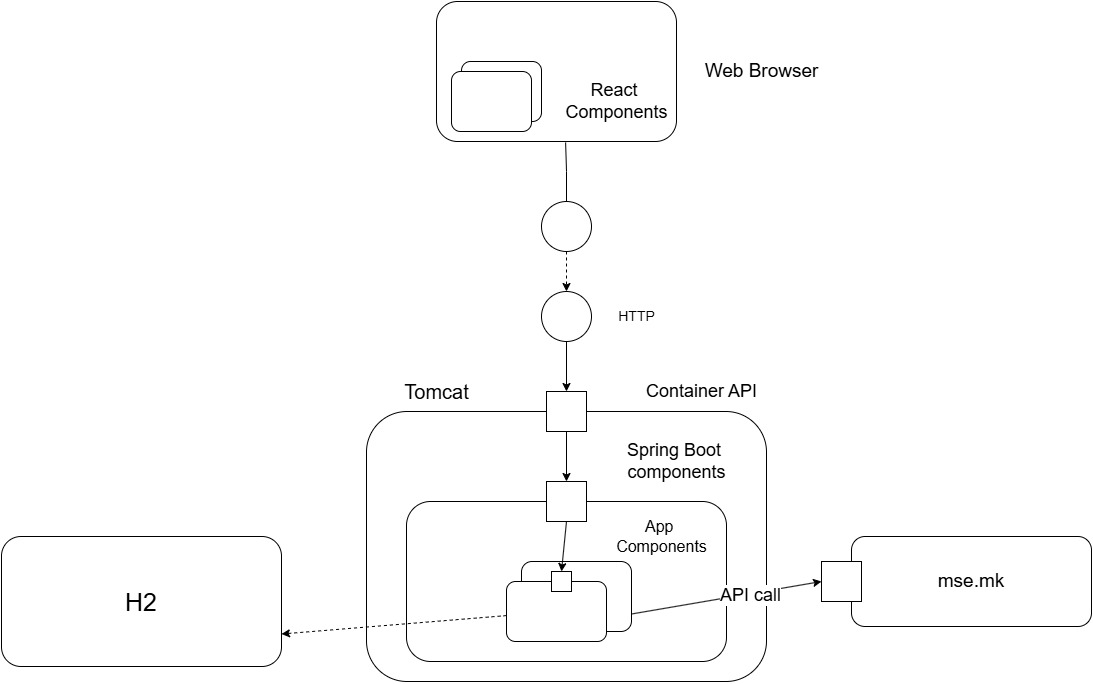 Web Browser
React
Components
HTTP
Tomcat
Container API
Spring Boot
components
App
Components
H2
API call
mse.mk